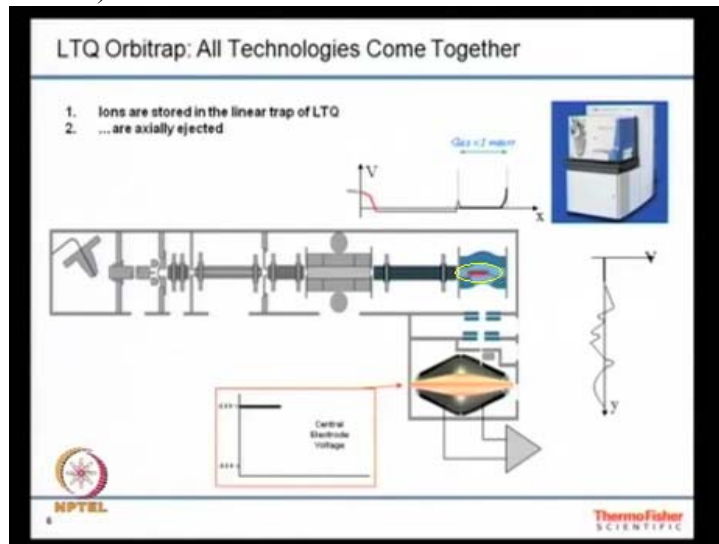 LTQ Orbitrap: All Technologies Come Together
1. Ions are stored in the linear trap of LTQ
2. ...are axially ejected
V
x
V
y
Central
Electrode
Voltage
NPTEL
6
ThermoFisher
SCIENTIFIC